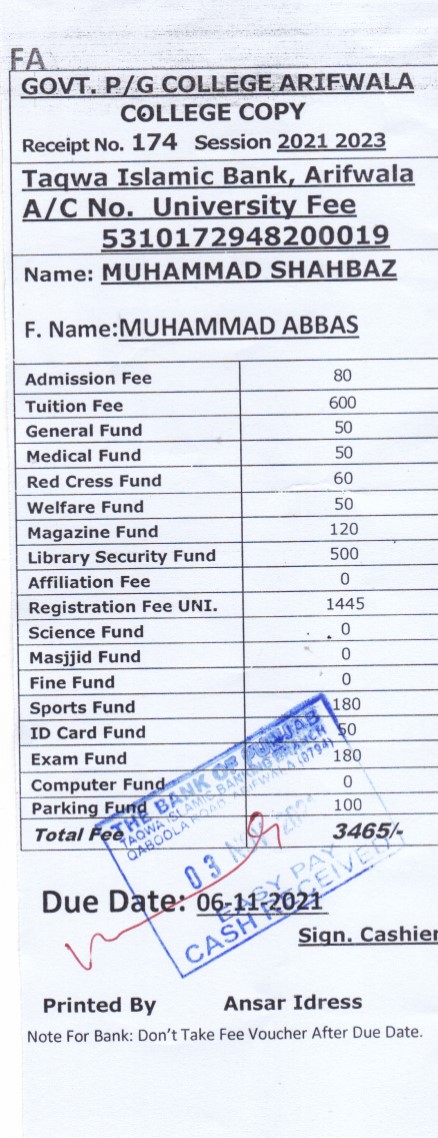 FA
GOVT. P/G COLLEGE ARIFWALA
COLLEGE COPY
Receipt No. 174 Session 2021 2023
Taqwa Islamic Bank, Arifwala
A/C No. University Fee
5310172948200019
Name: MUHAMMAD SHAHBAZ
F. Name:MUHAMMAD ABBAS
Admission Fee 80
Tuition Fee 600
General Fund 50
Medical Fund 50
Red Cress Fund 60
Welfare Fund 50
Magazine Fund 120
Library Security Fund 500
Affiliation Fee 0
Registration Fee UNI. 1445
Science Fund 0
Masjjid Fund 0
Fine Fund 0
Sports Fund 180
ID Card Fund 50
Exam Fund 180
Computer Fund 0
Parking Fund 100
Total Fee 3465/-
THE BANK OF PUNJAB
TAQWA ISLAMIC BANKING BRANCH
QABOOLA ROAD ARIFWALA (0794)
03 NOV
EASY PAY
CASH RECEIVED
Due Date: 06-11-2021
Sign. Cashier
Printed By Ansar Idress
Note For Bank: Don't Take Fee Voucher After Due Date.